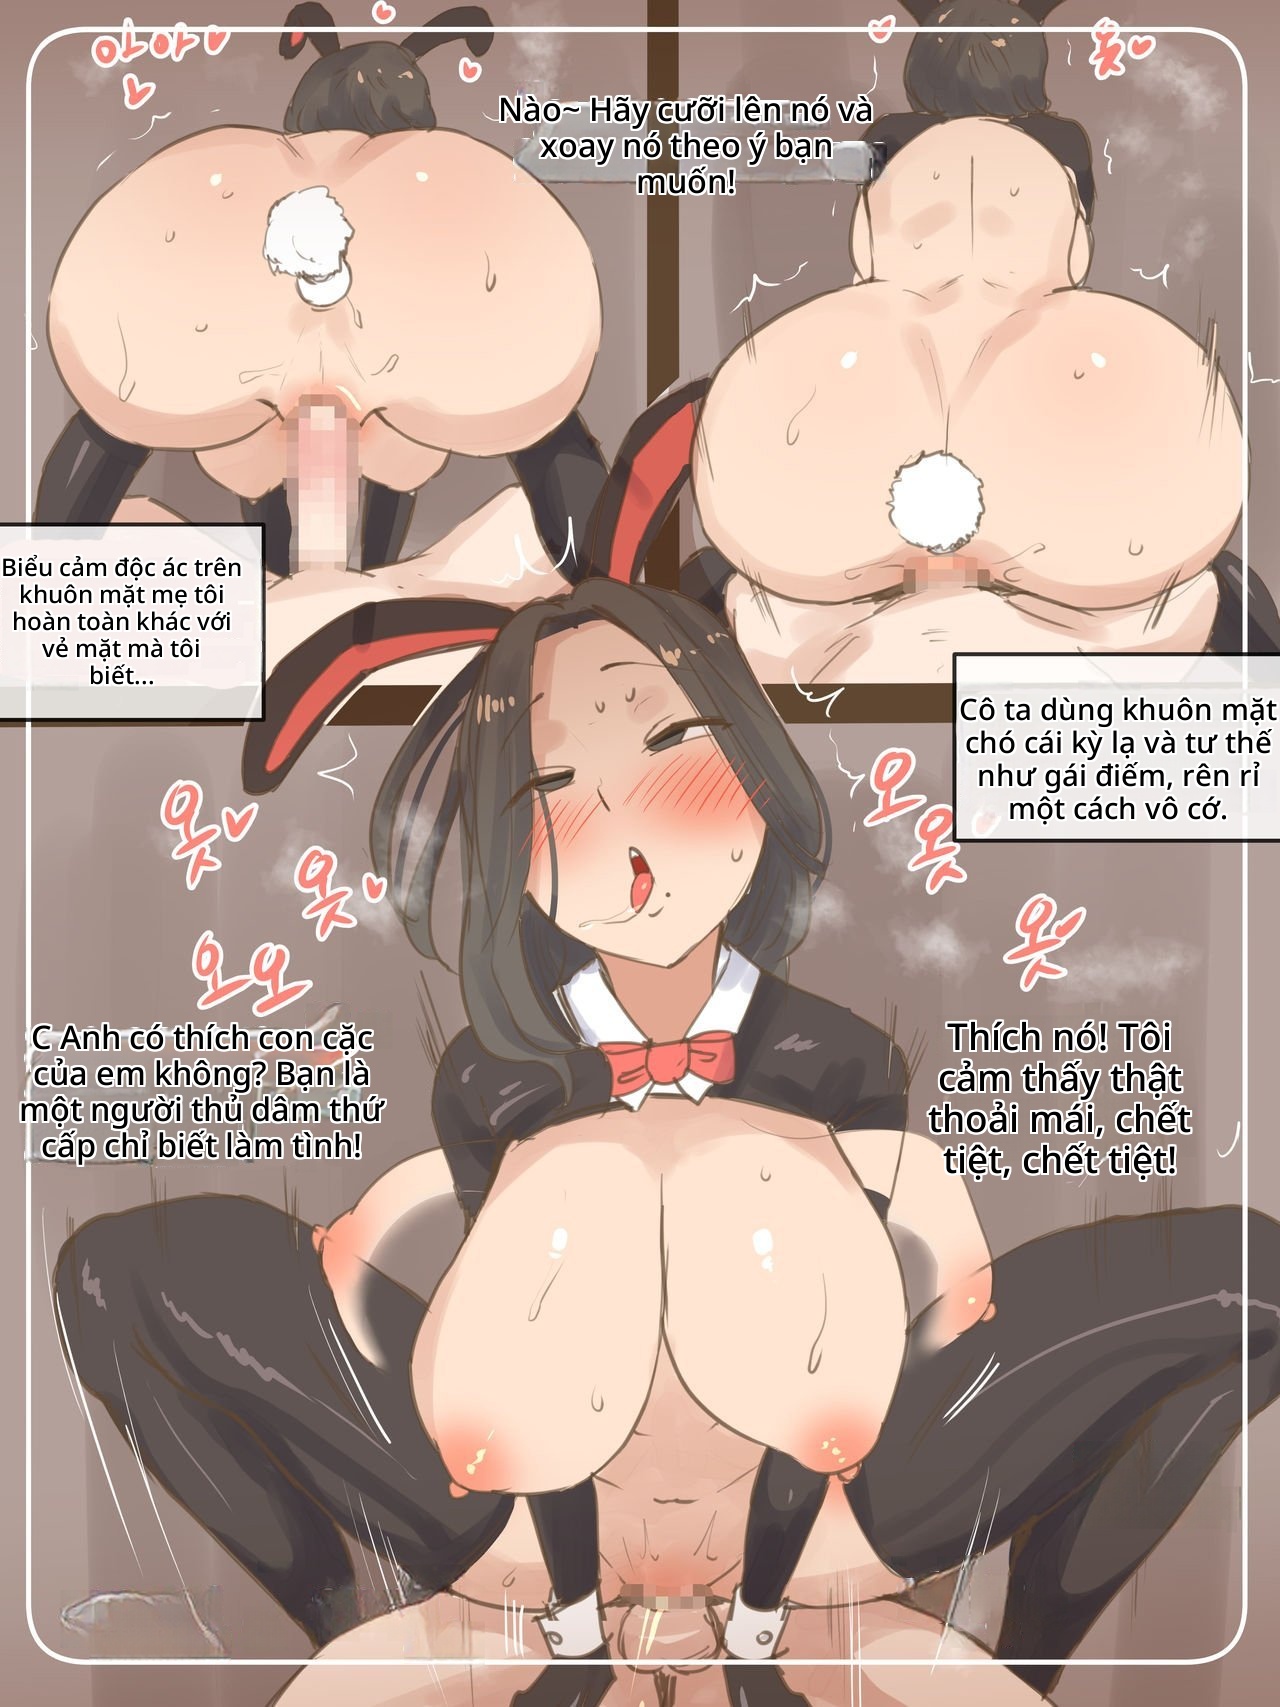 아아
옷
Nào~ Hãy cưỡi lên nó và
xoay nó theo ý bạn
muốn!
Biểu cảm độc ác trên
khuôn mặt mẹ tôi
hoàn toàn khác với
vẻ mặt mà tôi
biết...
Cô ta dùng khuôn mặt
chó cái kỳ lạ và tư thế
như gái điếm, rên rỉ
một cách vô cớ.
옷
옷
오오
오
옷
옷
C Anh có thích con cặc
của em không? Bạn là
một người thủ dâm thứ
cấp chỉ biết làm tình!
Thích nó! Tôi
cảm thấy thật
thoải mái, chết
tiệt, chết tiệt!